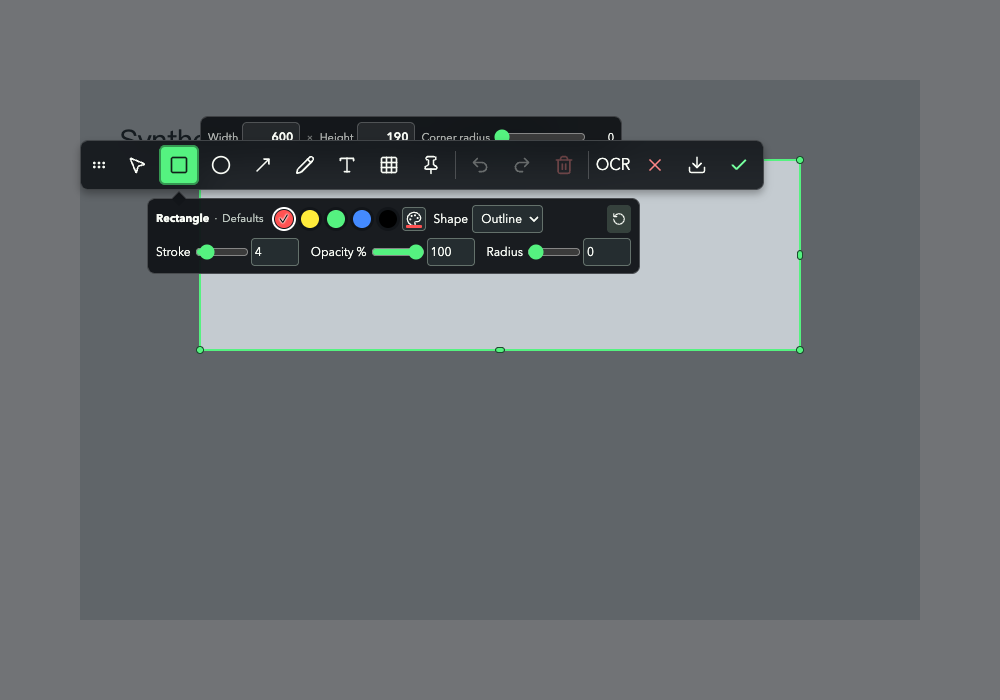 Width 600 × Height 190 Corner radius 0
OCR
Rectangle · Defaults Shape Outline
Stroke 4 Opacity % 100 Radius 0